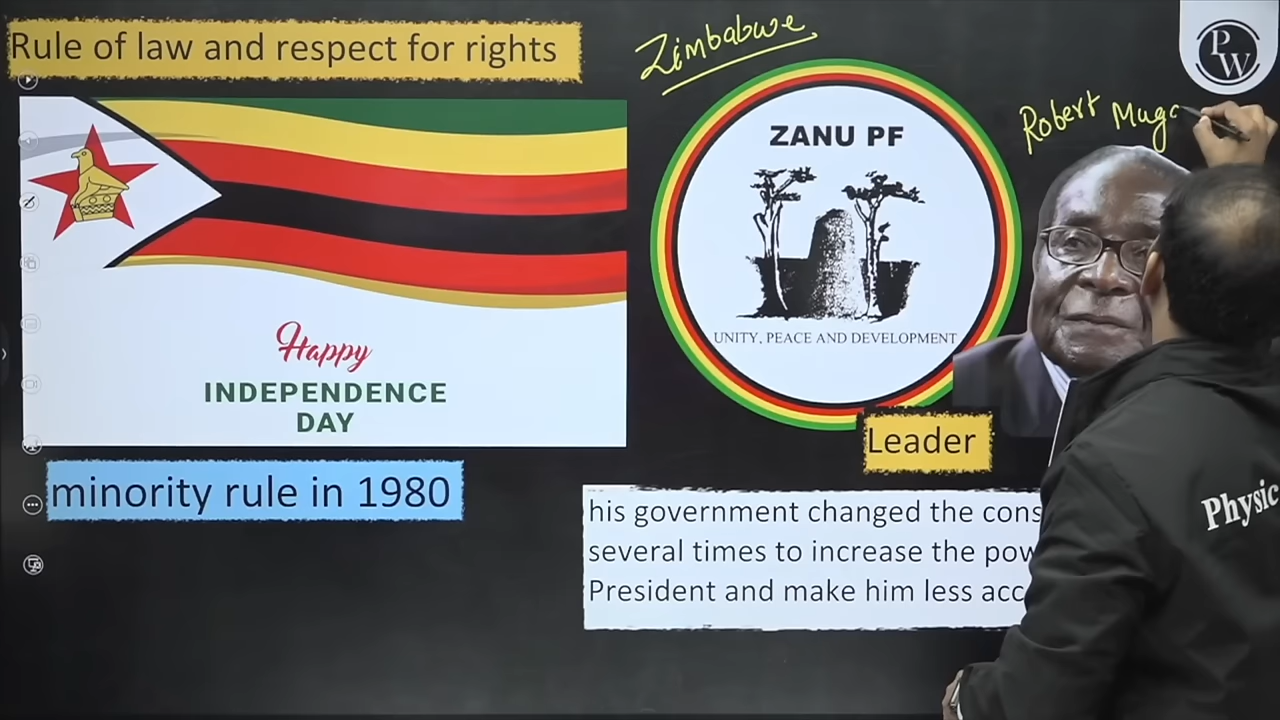 Rule of law and respect for rights
Zimbabwe
PW
Robert Muga
ZANU PF
UNITY, PEACE AND DEVELOPMENT
Happy
INDEPENDENCE
DAY
Leader
minority rule in 1980
his government changed the cons
several times to increase the pow
President and make him less acc
Physic